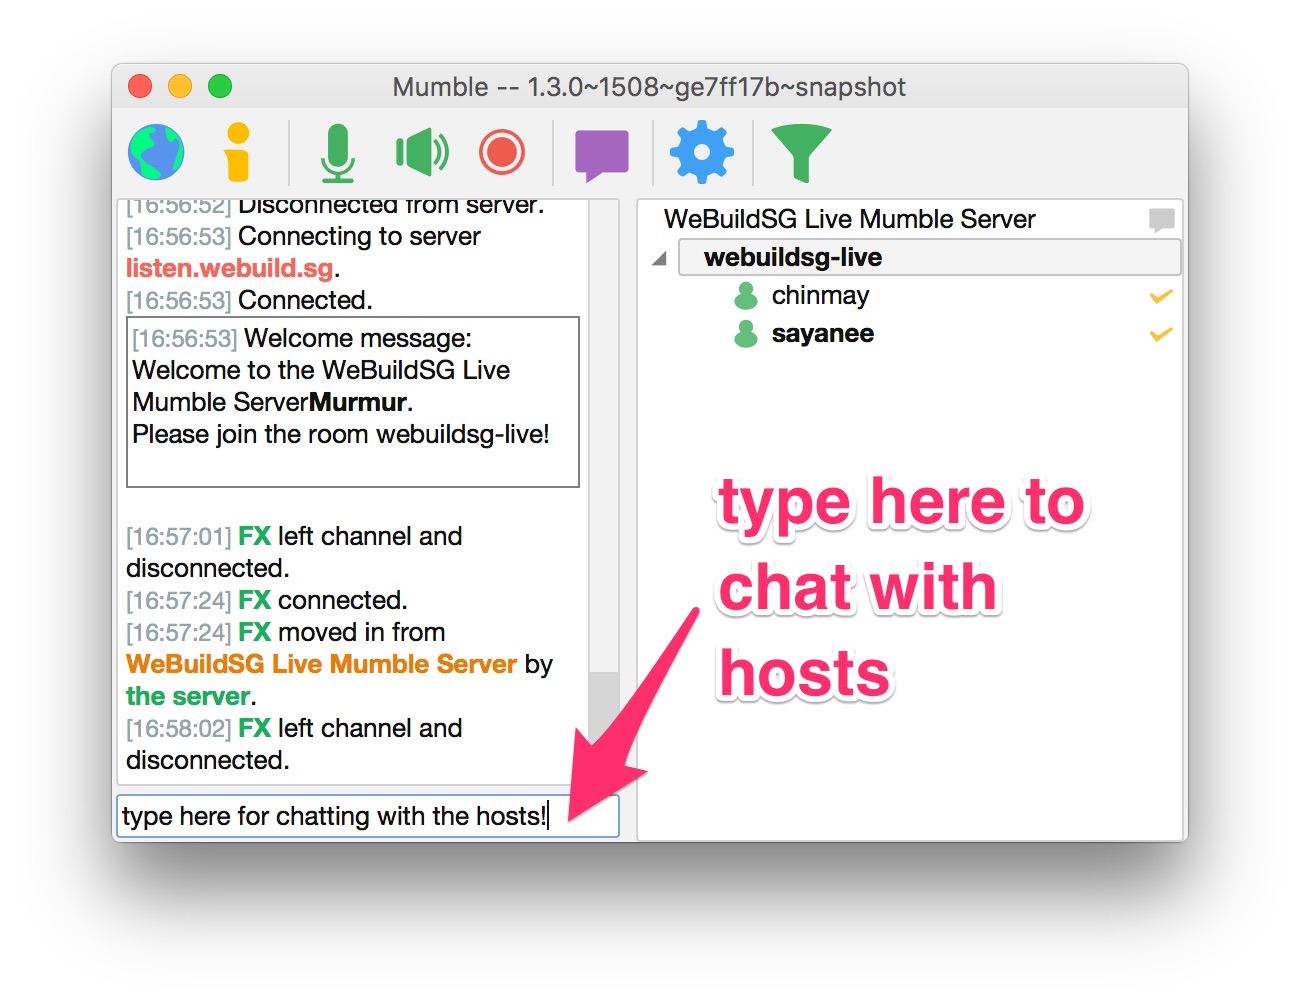 Mumble -- 1.3.0~1508~ge7ff17b~snapshot
[16:56:52] Disconnected from server.
[16:56:53] Connecting to server
listen.webuild.sg.
[16:56:53] Connected.
[16:56:53] Welcome message:
Welcome to the WeBuildSG Live
Mumble ServerMurmur.
Please join the room webuildsg-live!
[16:57:01] FX left channel and
disconnected.
[16:57:24] FX connected.
[16:57:24] FX moved in from
WeBuildSG Live Mumble Server by
the server.
[16:58:02] FX left channel and
disconnected.
type here for chatting with the hosts!
WeBuildSG Live Mumble Server
webuildsg-live
chinmay
sayanee
type here to
chat with
hosts